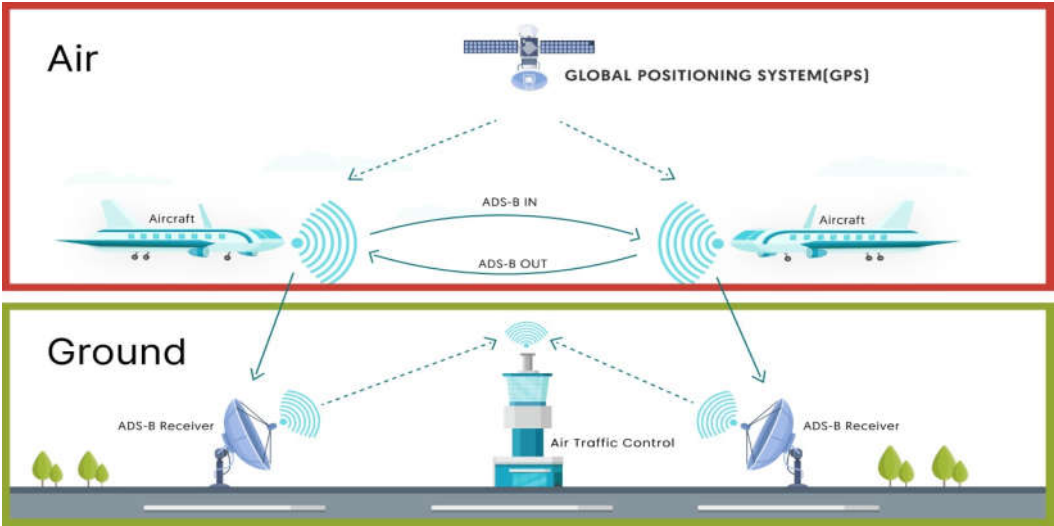 Air
GLOBAL POSITIONING SYSTEM(GPS)
Aircraft
ADS-B IN
Aircraft
ADS-B OUT
Ground
ADS-B Receiver
Air Traffic Control
ADS-B Receiver